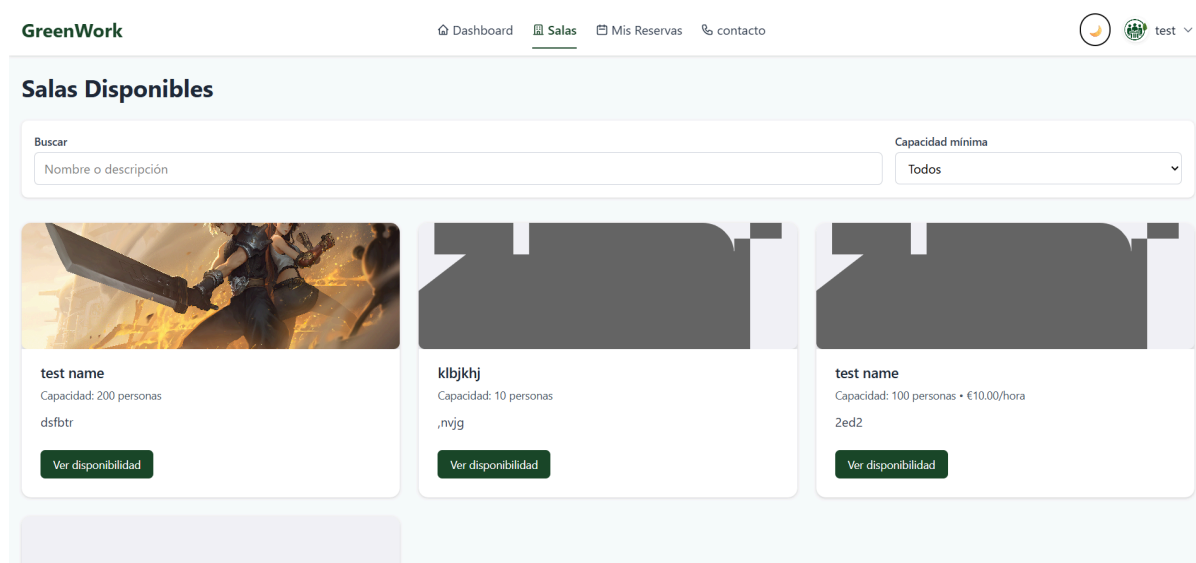 GreenWork
Dashboard
Salas
Mis Reservas
contacto
test
Salas Disponibles
Buscar
Nombre o descripción
Capacidad mínima
Todos
test name
Capacidad: 200 personas
dsfbtr
Ver disponibilidad
klbjkhj
Capacidad: 10 personas
,nvjg
Ver disponibilidad
test name
Capacidad: 100 personas • €10.00/hora
2ed2
Ver disponibilidad